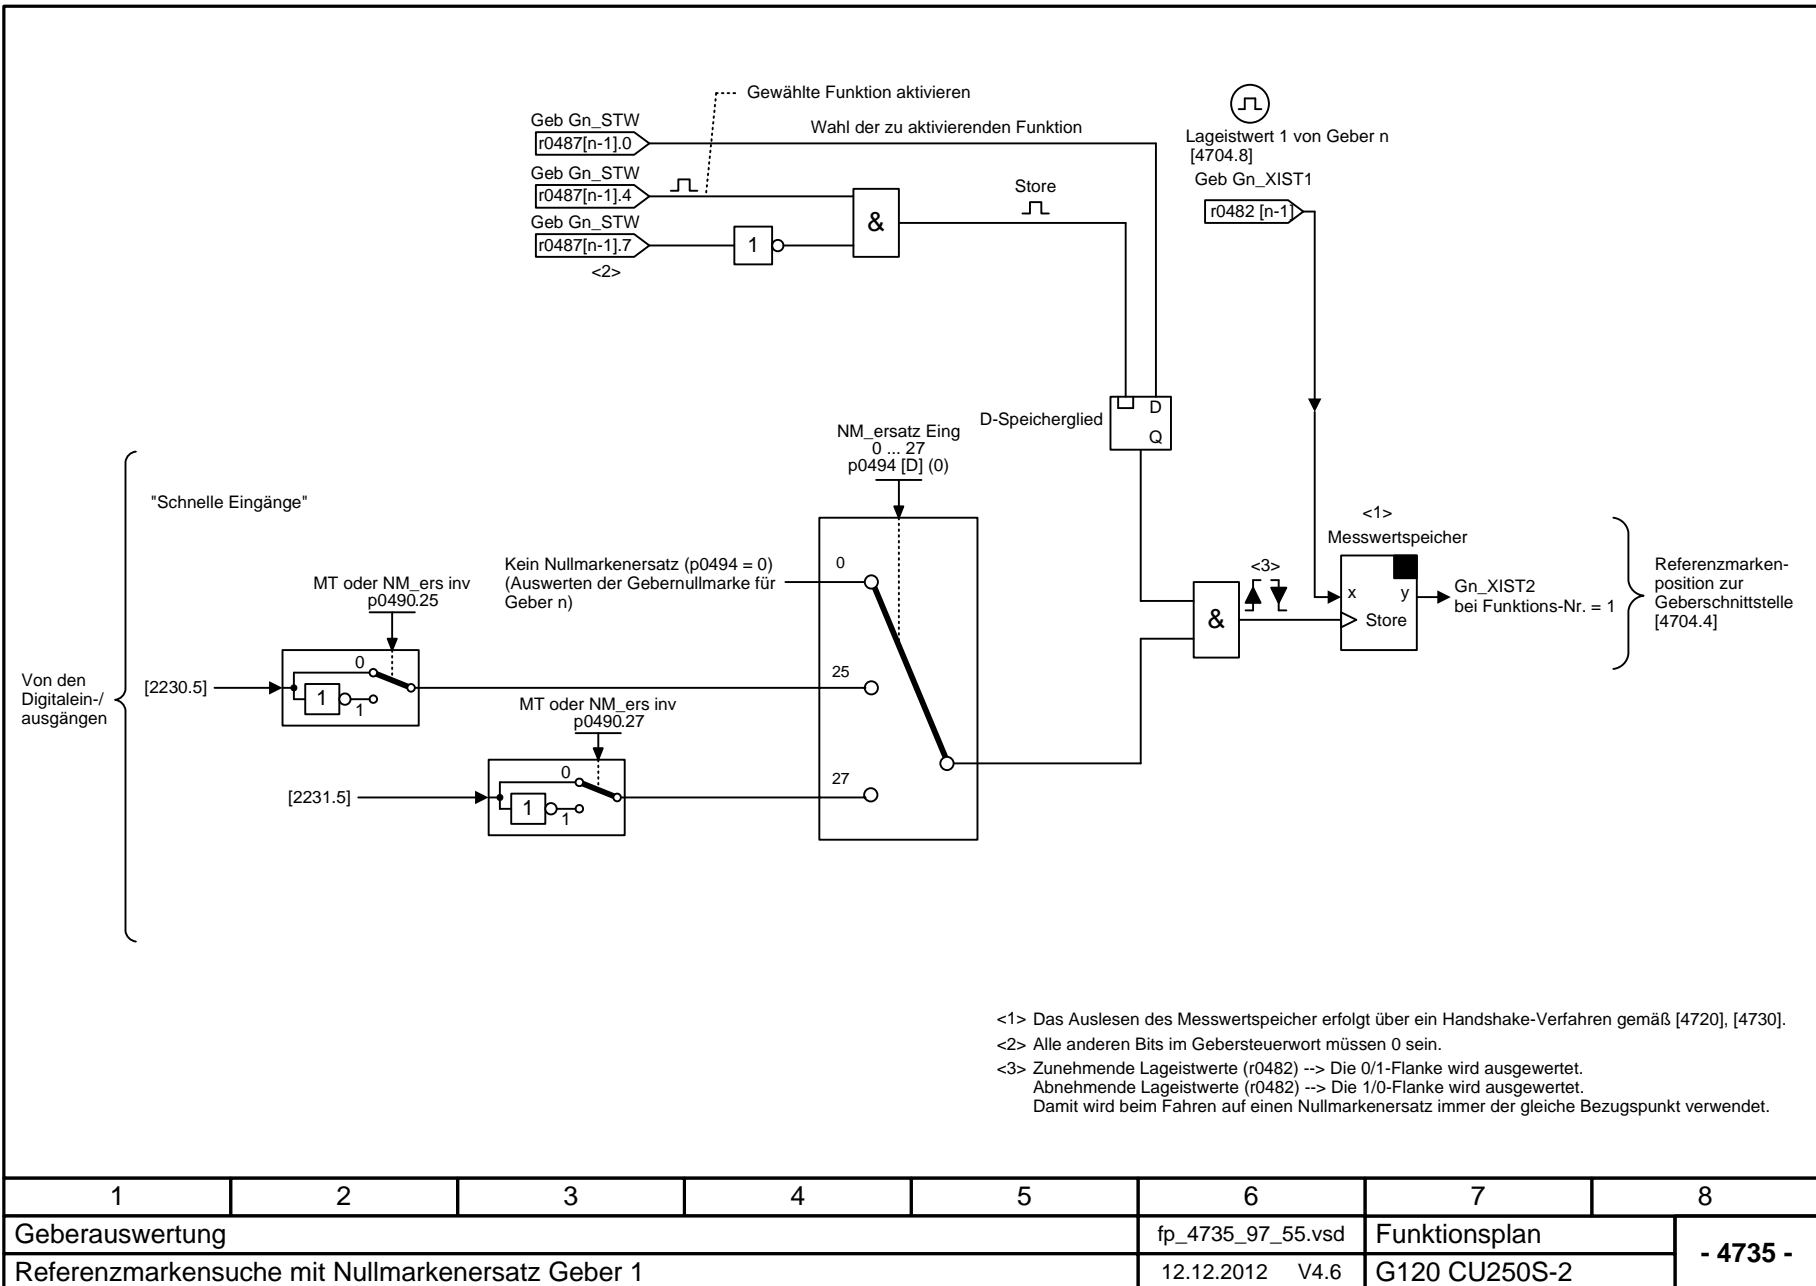 Gewählte Funktion aktivieren
Geb Gn_STW
r0487[n-1].0
Wahl der zu aktivierenden Funktion
Geb Gn_STW
r0487[n-1].4
Geb Gn_STW
r0487[n-1].7
<2>
1
&
Store
Lageistwert 1 von Geber n
[4704.8]
Geb Gn_XIST1
r0482 [n-1]
D-Speicherglied
D
Q
NM_ersatz Eing
0 ... 27
p0494 [D] (0)
"Schnelle Eingänge"
Kein Nullmarkenersatz (p0494 = 0)
(Auswerten der Gebernullmarke für
Geber n)
0
25
27
MT oder NM_ers inv
p0490.25
0
1
1
[2230.5]
Von den
Digitalein-/
ausgängen
MT oder NM_ers inv
p0490.27
0
1
1
[2231.5]
&
<3>
<1>
Messwertspeicher
x
y
Store
Gn_XIST2
bei Funktions-Nr. = 1
Referenzmarken-
position zur
Geberschnittstelle
[4704.4]
<1> Das Auslesen des Messwertspeicher erfolgt über ein Handshake-Verfahren gemäß [4720], [4730].
<2> Alle anderen Bits im Gebersteuerwort müssen 0 sein.
<3> Zunehmende Lageistwerte (r0482) --> Die 0/1-Flanke wird ausgewertet.
Abnehmende Lageistwerte (r0482) --> Die 1/0-Flanke wird ausgewertet.
Damit wird beim Fahren auf einen Nullmarkenersatz immer der gleiche Bezugspunkt verwendet.
1 2 3 4 5 6 7 8
Geberauswertung fp_4735_97_55.vsd Funktionsplan - 4735 -
Referenzmarkensuche mit Nullmarkenersatz Geber 1 12.12.2012 V4.6 G120 CU250S-2